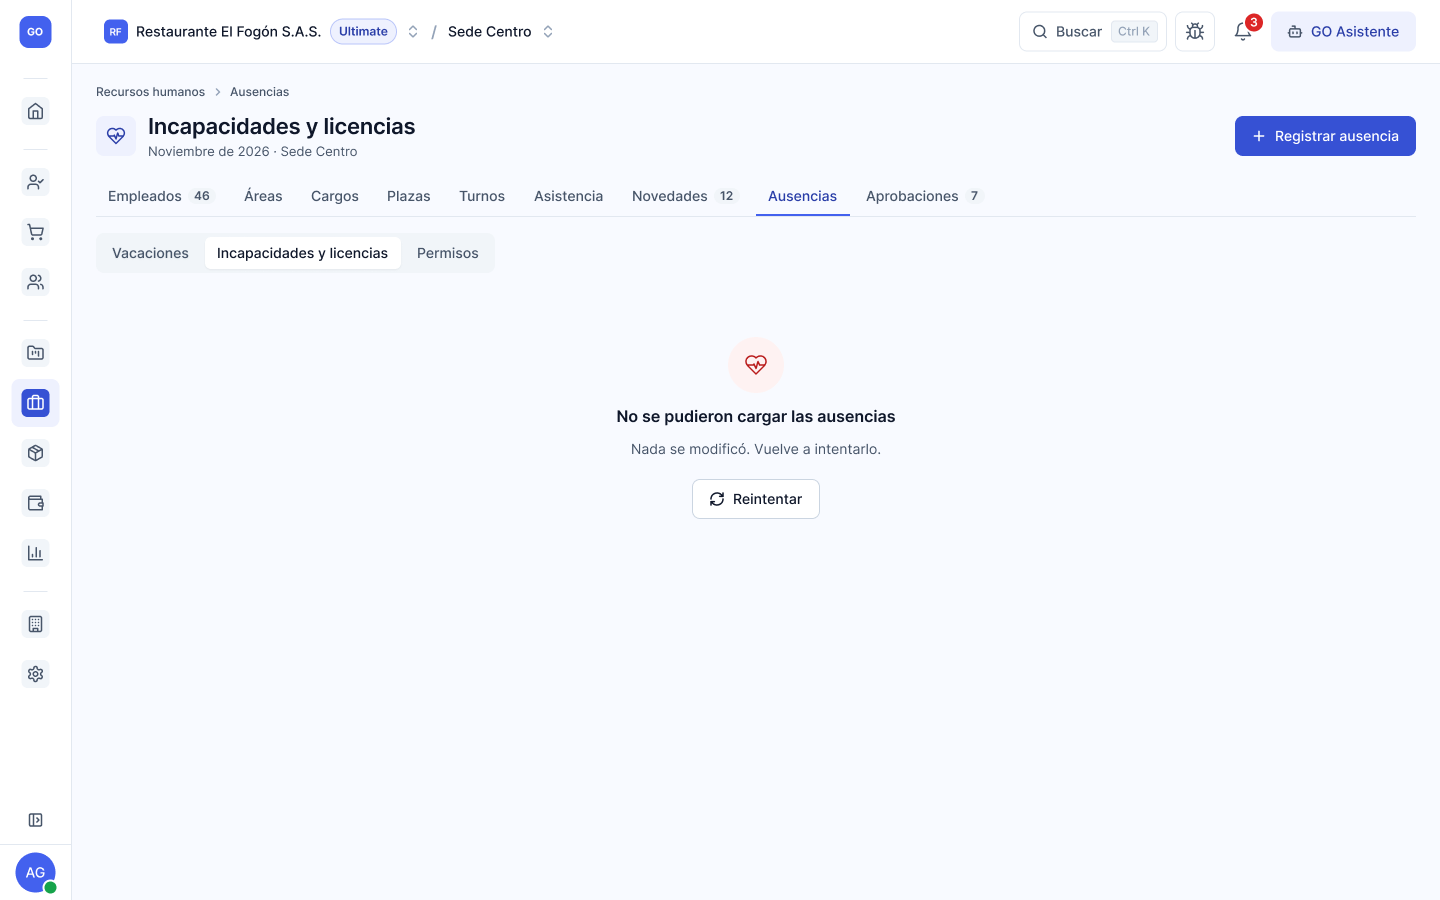 GO
RF Restaurante El Fogón S.A.S. Ultimate / Sede Centro
Buscar Ctrl K
3
GO Asistente
Recursos humanos > Ausencias
Incapacidades y licencias
Noviembre de 2026 · Sede Centro
+ Registrar ausencia
Empleados 46 Áreas Cargos Plazas Turnos Asistencia Novedades 12 Ausencias Aprobaciones 7
Vacaciones Incapacidades y licencias Permisos
No se pudieron cargar las ausencias
Nada se modificó. Vuelve a intentarlo.
Reintentar
AG